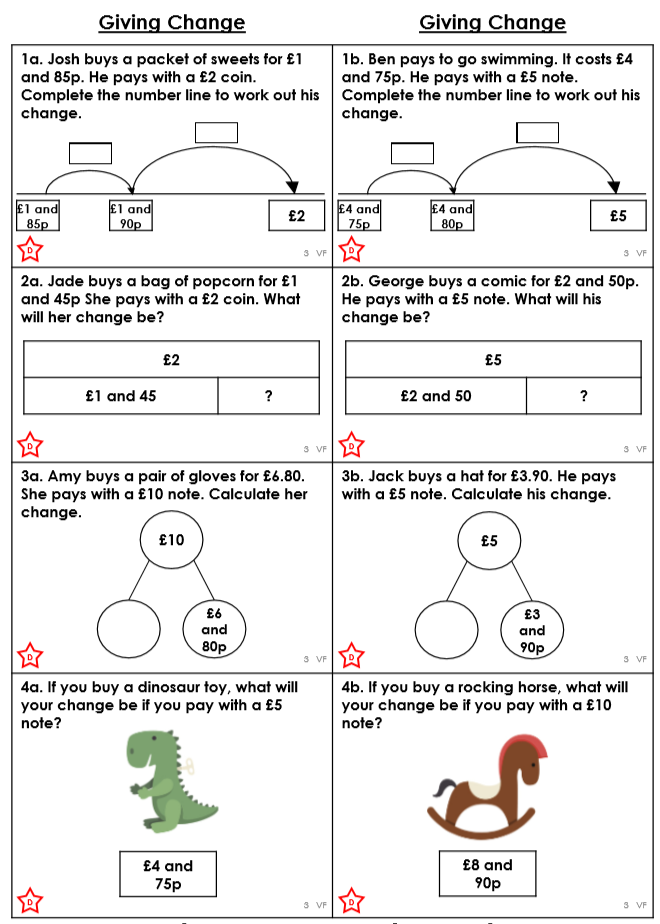 Giving Change
Giving Change
1a. Josh buys a packet of sweets for £1
and 85p. He pays with a £2 coin.
Complete the number line to work out his
change.
£1 and
85p
£1 and
90p
£2
D
S VF
1b. Ben pays to go swimming. It costs £4
and 75p. He pays with a £5 note.
Complete the number line to work out his
change.
£4 and
75p
£4 and
80p
£5
D
S VF
2a. Jade buys a bag of popcorn for £1
and 45p She pays with a £2 coin. What
will her change be?
£2
£1 and 45
?
D
S VF
2b. George buys a comic for £2 and 50p.
He pays with a £5 note. What will his
change be?
£5
£2 and 50
?
D
S VF
3a. Amy buys a pair of gloves for £6.80.
She pays with a £10 note. Calculate her
change.
£10
£6
and
80p
D
S VF
3b. Jack buys a hat for £3.90. He pays
with a £5 note. Calculate his change.
£5
£3
and
90p
D
S VF
4a. If you buy a dinosaur toy, what will
your change be if you pay with a £5
note?
£4 and
75p
D
S VF
4b. If you buy a rocking horse, what will
your change be if you pay with a £10
note?
£8 and
90p
D
S VF